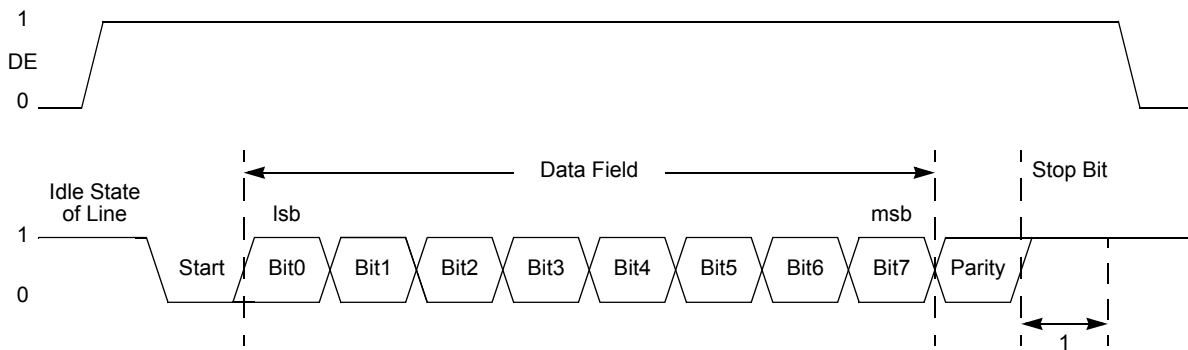 1
DE
0
Data Field
Stop Bit
Idle State
of Line
lsb
msb
1
Start
Bit0
Bit1
Bit2
Bit3
Bit4
Bit5
Bit6
Bit7
Parity
0
1